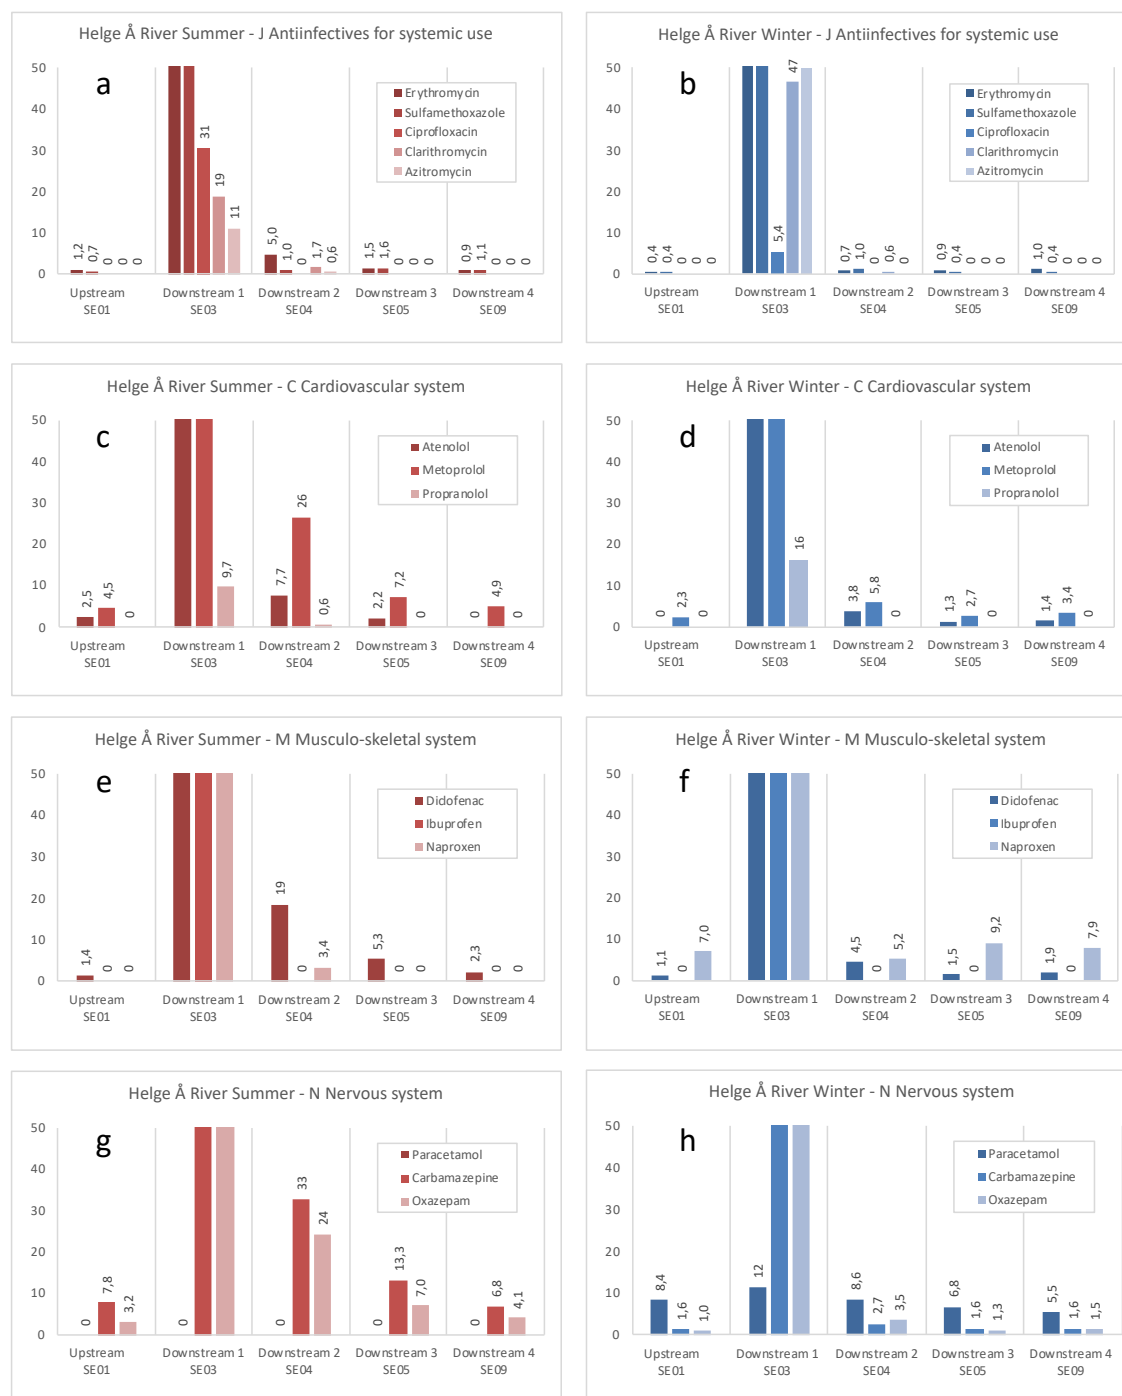 Helge Å River Summer - J Antiinfectives for systemic use
a
50
40
30
20
10
0
Erythromycin
Sulfamethoxazole
Ciprofloxacin
Clarithromycin
Azitromycin
1,2 0,7 0 0 0
31 19 11
5,0 1,0 0 1,7 0,6
1,5 1,6 0 0 0
0,9 1,1 0 0 0
Upstream Downstream 1 Downstream 2 Downstream 3 Downstream 4
SE01 SE03 SE04 SE05 SE09
Helge Å River Winter - J Antiinfectives for systemic use
b
50
40
30
20
10
0
Erythromycin
Sulfamethoxazole
Ciprofloxacin
Clarithromycin
Azitromycin
0,4 0,4 0 0 0
5,4 47
0,7 1,0 0 0,6 0
0,9 0,4 0 0 0
1,0 0,4 0 0 0
Upstream Downstream 1 Downstream 2 Downstream 3 Downstream 4
SE01 SE03 SE04 SE05 SE09
Helge Å River Summer - C Cardiovascular system
c
50
40
30
20
10
0
Atenolol
Metoprolol
Propranolol
2,5 4,5 0
9,7
7,7 26 0,6
2,2 7,2 0
0 4,9 0
Upstream Downstream 1 Downstream 2 Downstream 3 Downstream 4
SE01 SE03 SE04 SE05 SE09
Helge Å River Winter - C Cardiovascular system
d
50
40
30
20
10
0
Atenolol
Metoprolol
Propranolol
0 2,3 0
16
3,8 5,8 0
1,3 2,7 0
1,4 3,4 0
Upstream Downstream 1 Downstream 2 Downstream 3 Downstream 4
SE01 SE03 SE04 SE05 SE09
Helge Å River Summer - M Musculo-skeletal system
e
50
40
30
20
10
0
Diclofenac
Ibuprofen
Naproxen
1,4 0 0
19 0 3,4
5,3 0 0
2,3 0 0
Upstream Downstream 1 Downstream 2 Downstream 3 Downstream 4
SE01 SE03 SE04 SE05 SE09
Helge Å River Winter - M Musculo-skeletal system
f
50
40
30
20
10
0
Diclofenac
Ibuprofen
Naproxen
1,1 0 7,0
4,5 0 5,2
1,5 0 9,2
1,9 0 7,9
Upstream Downstream 1 Downstream 2 Downstream 3 Downstream 4
SE01 SE03 SE04 SE05 SE09
Helge Å River Summer - N Nervous system
g
50
40
30
20
10
0
Paracetamol
Carbamazepine
Oxazepam
0 7,8 3,2
0
0 33 24
0 13,3 7,0
0 6,8 4,1
Upstream Downstream 1 Downstream 2 Downstream 3 Downstream 4
SE01 SE03 SE04 SE05 SE09
Helge Å River Winter - N Nervous system
h
50
40
30
20
10
0
Paracetamol
Carbamazepine
Oxazepam
8,4 1,6 1,0
12
8,6 2,7 3,5
6,8 1,6 1,3
5,5 1,6 1,5
Upstream Downstream 1 Downstream 2 Downstream 3 Downstream 4
SE01 SE03 SE04 SE05 SE09